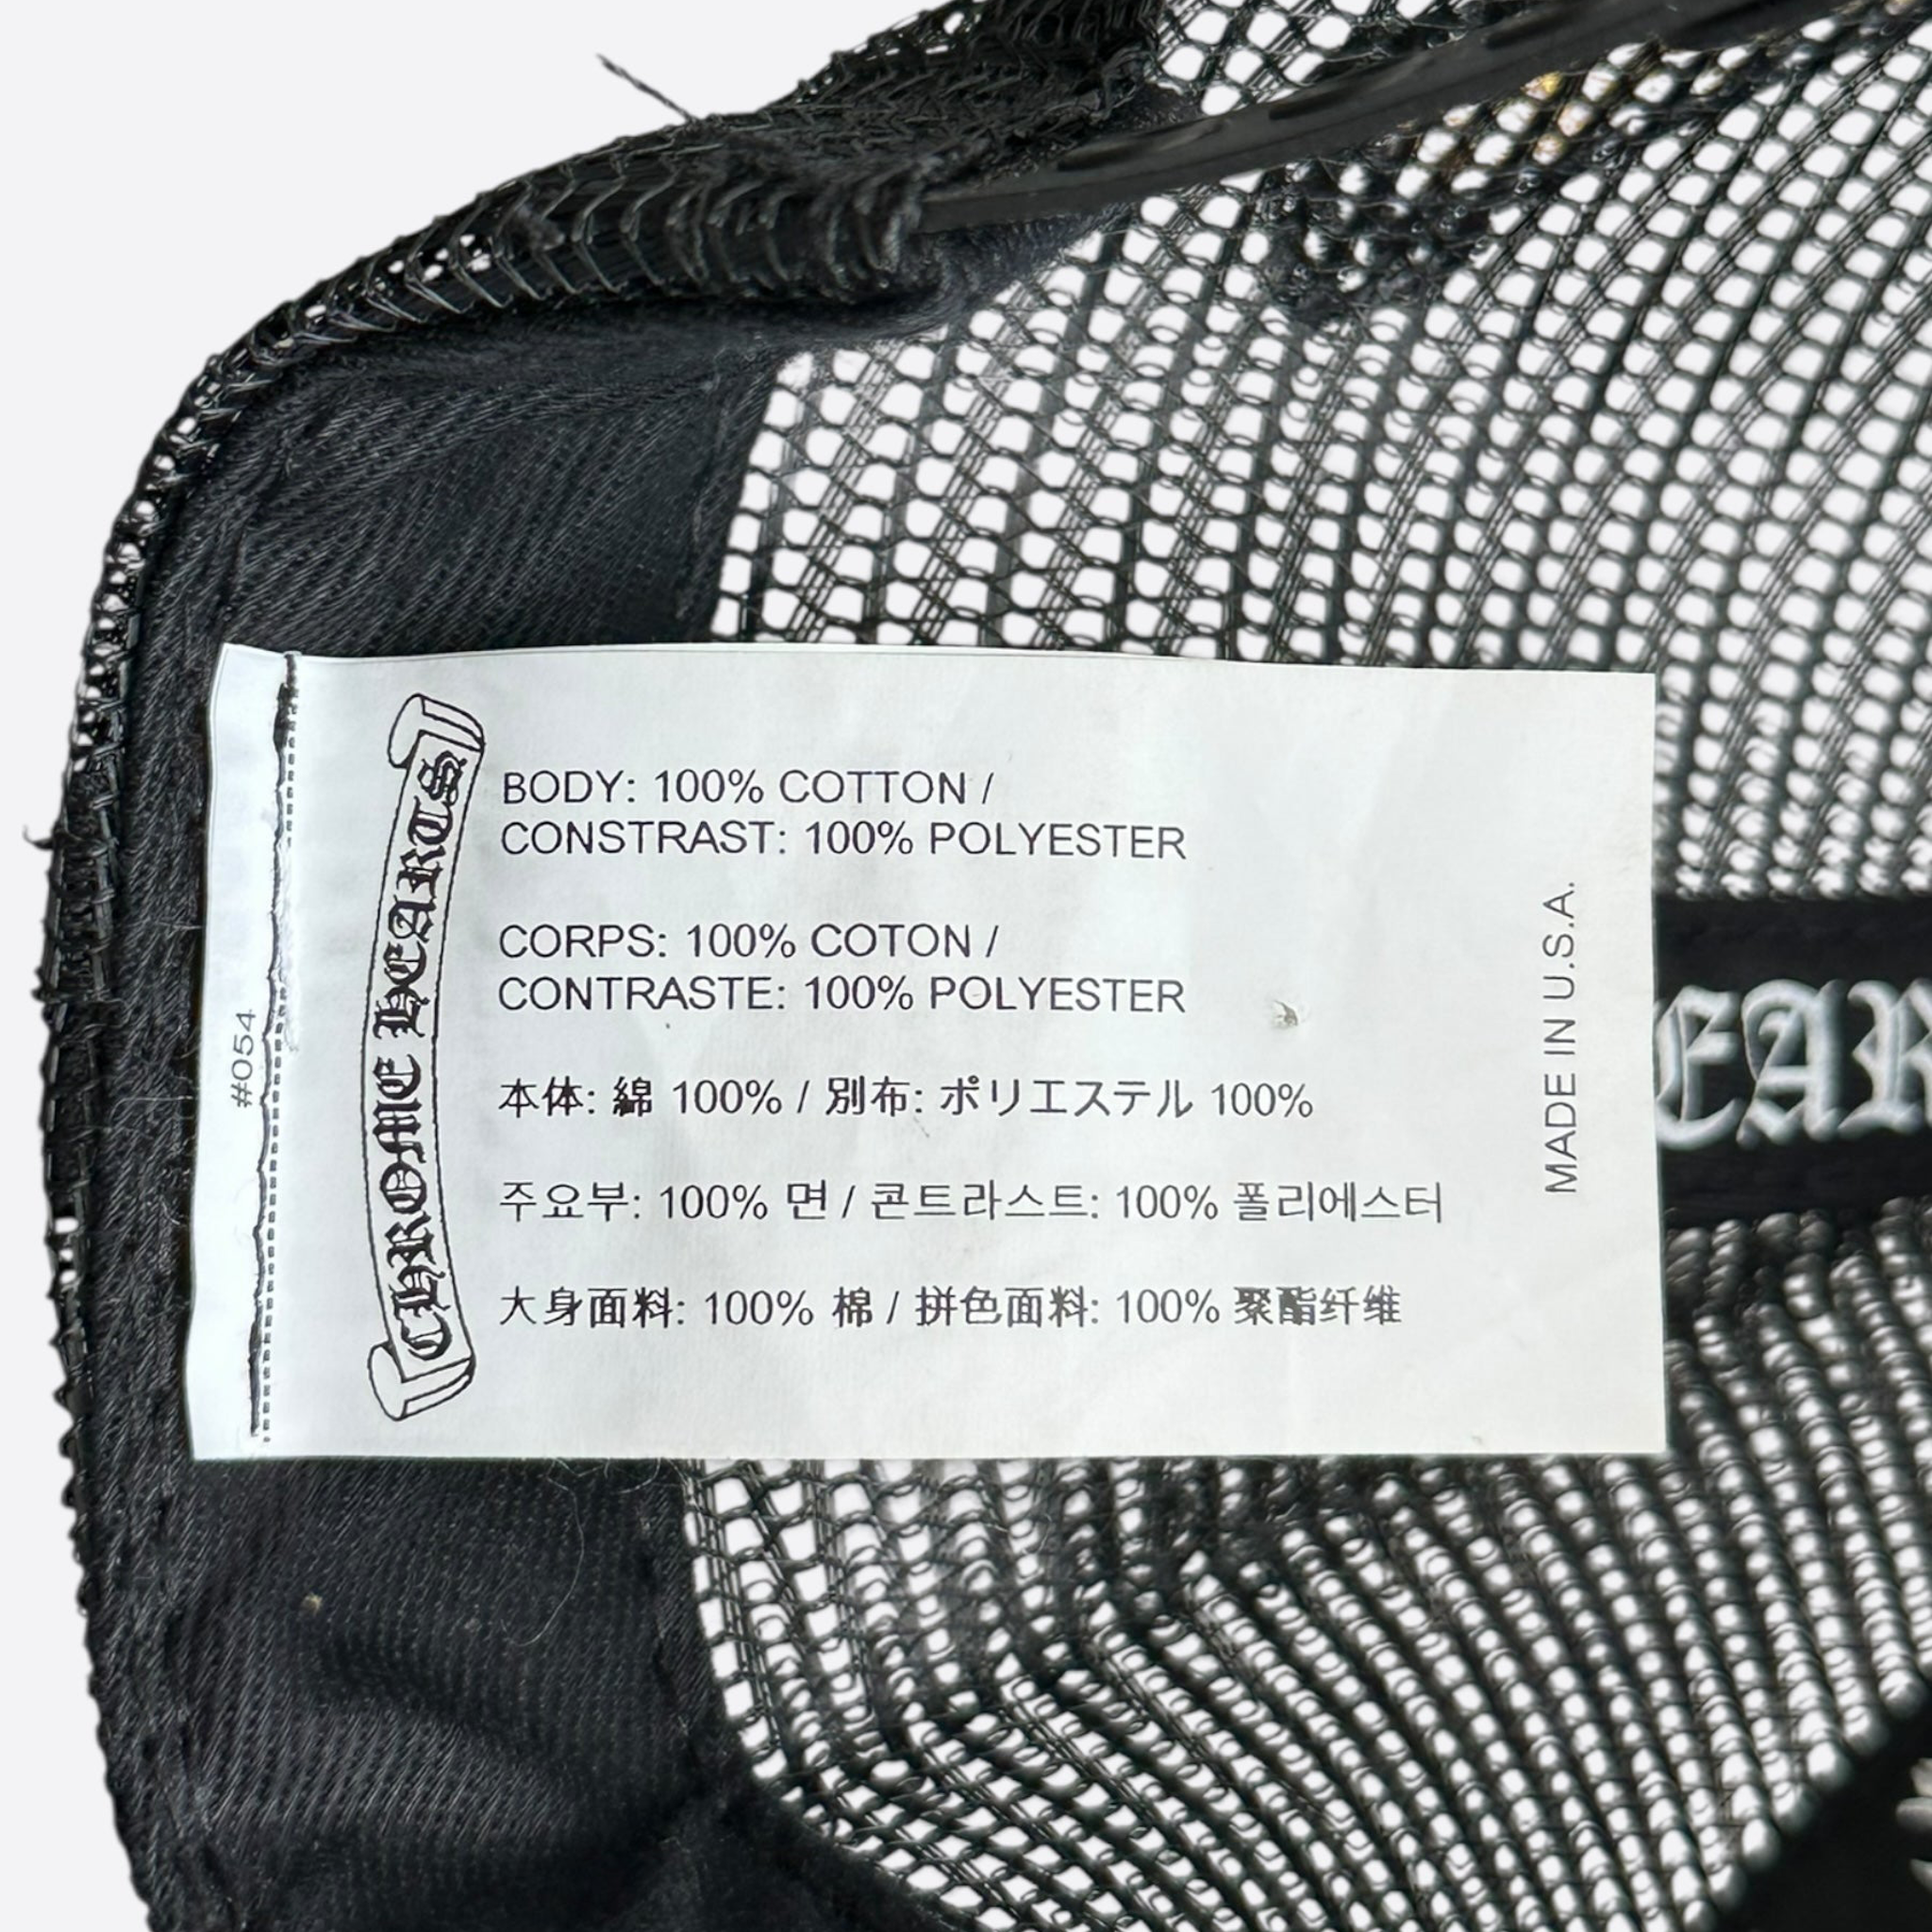 #054
CHROME HEARTS
BODY: 100% COTTON /
CONSTRAST: 100% POLYESTER
CORPS: 100% COTON /
CONTRASTE: 100% POLYESTER
本体: 綿 100% / 別布: ポリエステル 100%
주요부: 100% 면 / 콘트라스트: 100% 폴리에스터
大身面料: 100% 棉 / 拼色面料: 100% 聚酯纤维
MADE IN U.S.A.
EAR